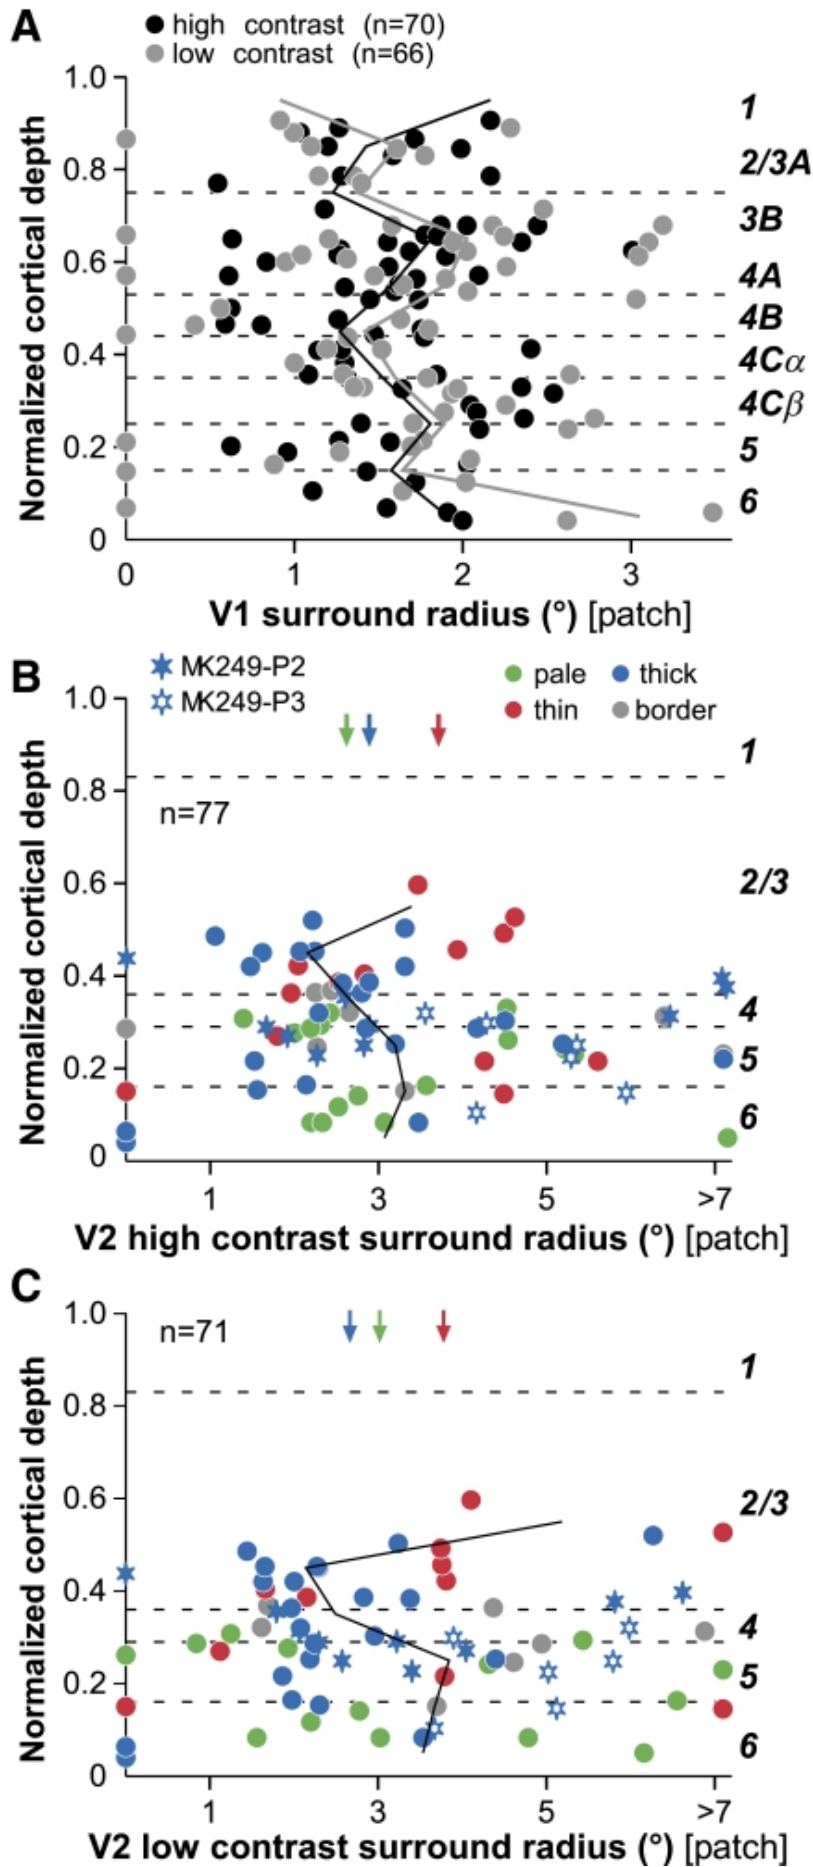 A
high contrast (n=70)
low contrast (n=66)
1.0
0.8
0.6
0.4
0.2
0
Normalized cortical depth
1
2/3A
3B
4A
4B
4Cα
4Cβ
5
6
0 1 2 3
V1 surround radius (°) [patch]
B
MK249-P2
MK249-P3
pale thick
thin border
1.0
0.8
0.6
0.4
0.2
0
Normalized cortical depth
n=77
1
2/3
4
5
6
1 3 5 >7
V2 high contrast surround radius (°) [patch]
C
n=71
1.0
0.8
0.6
0.4
0.2
0
Normalized cortical depth
1
2/3
4
5
6
1 3 5 >7
V2 low contrast surround radius (°) [patch]